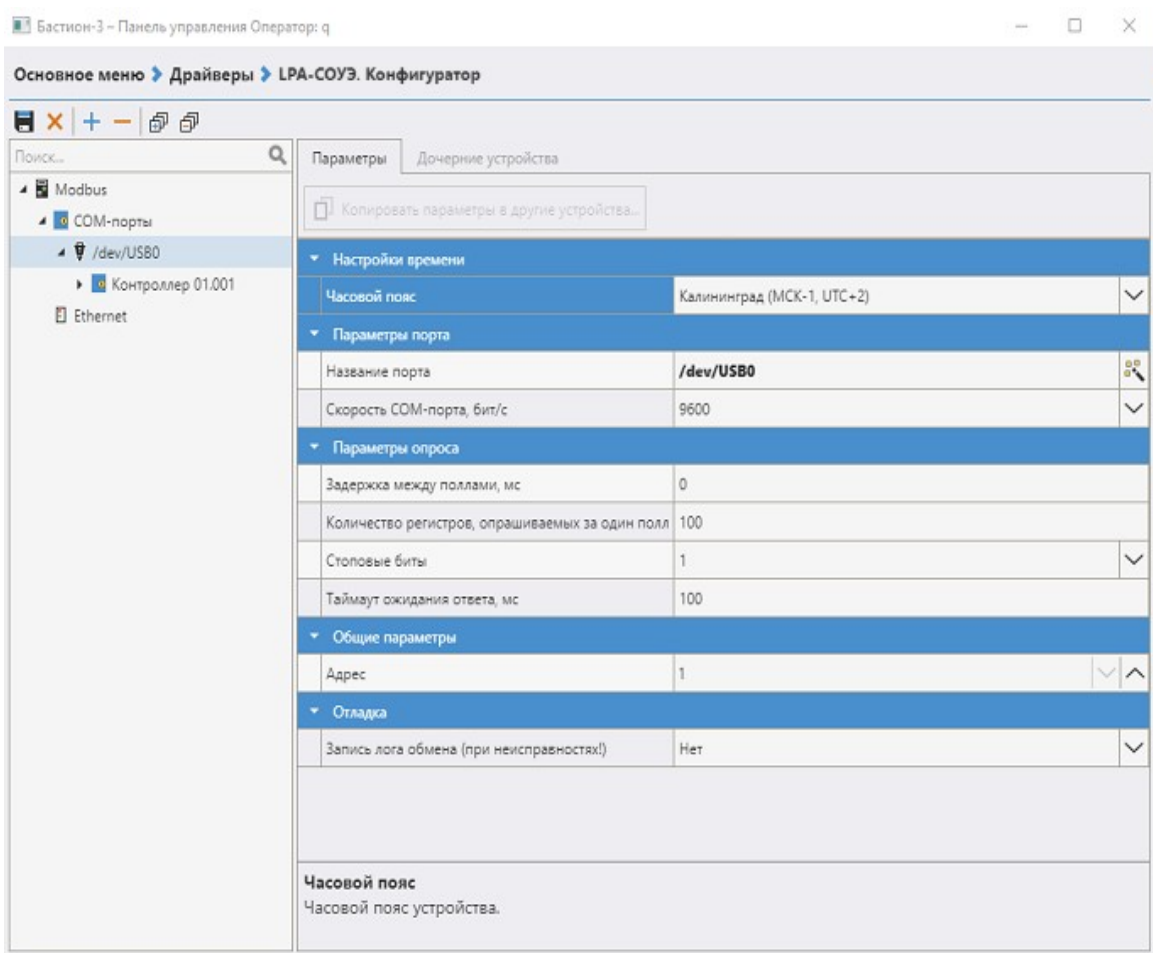 Бастион-3 – Панель управления Оператор: q
Основное меню Драйверы LPA-СОУЭ. Конфигуратор
Поиск...
Modbus
COM-порты
/dev/USB0
Контроллер 01.001
Ethernet
Параметры Дочерние устройства
Копировать параметры в другие устройства...
Настройки времени
Часовой пояс Калининград (МСК-1, UTC+2)
Параметры порта
Название порта /dev/USB0
Скорость COM-порта, бит/с 9600
Параметры опроса
Задержка между поллами, мс 0
Количество регистров, опрашиваемых за один полл 100
Стоповые биты 1
Таймаут ожидания ответа, мс 100
Общие параметры
Адрес 1
Отладка
Запись лога обмена (при неисправностях!) Нет
Часовой пояс
Часовой пояс устройства.